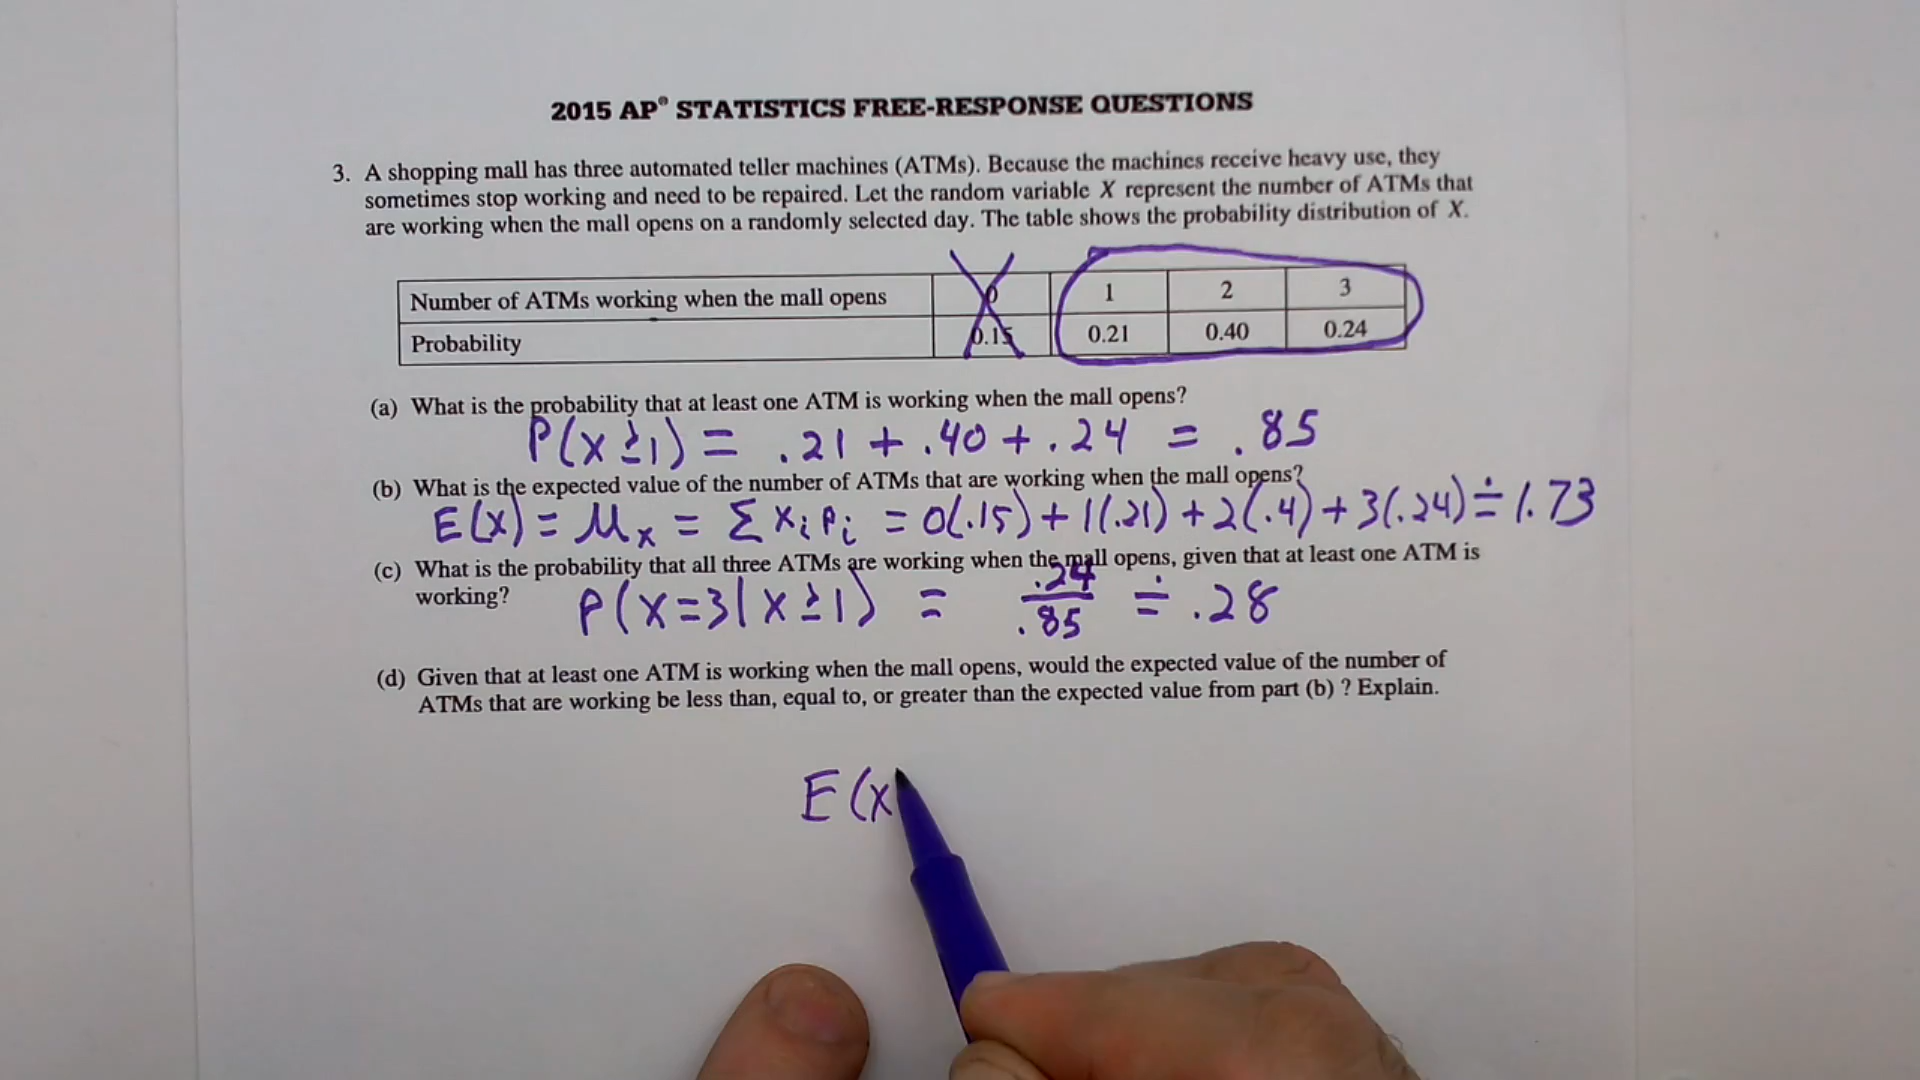 2015 AP® STATISTICS FREE-RESPONSE QUESTIONS
3. A shopping mall has three automated teller machines (ATMs). Because the machines receive heavy use, they
sometimes stop working and need to be repaired. Let the random variable X represent the number of ATMs that
are working when the mall opens on a randomly selected day. The table shows the probability distribution of X.
Number of ATMs working when the mall opens 0 1 2 3
Probability 0.15 0.21 0.40 0.24
(a) What is the probability that at least one ATM is working when the mall opens?
P(X≥1) = .21 + .40 + .24 = .85
(b) What is the expected value of the number of ATMs that are working when the mall opens?
E(X) = μₓ = Σ xᵢ pᵢ = 0(.15) + 1(.21) + 2(.4) + 3(.24) ≐ 1.73
(c) What is the probability that all three ATMs are working when the mall opens, given that at least one ATM is
working?
P(X=3|X≥1) = .24/.85 ≐ .28
(d) Given that at least one ATM is working when the mall opens, would the expected value of the number of
ATMs that are working be less than, equal to, or greater than the expected value from part (b) ? Explain.
E(X